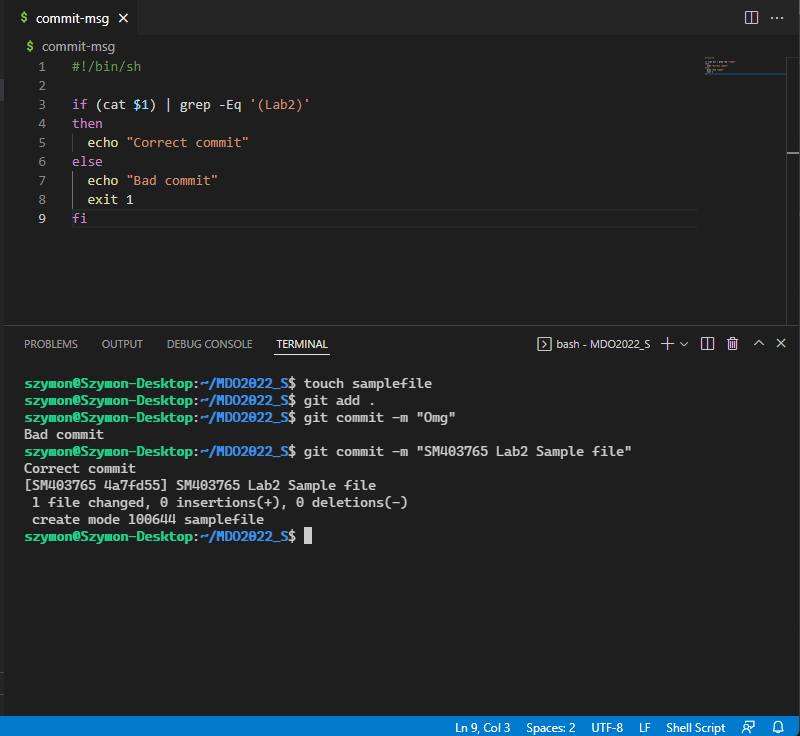 $ commit-msg
$ commit-msg
1 #!/bin/sh
2
3 if (cat $1) | grep -Eq '(Lab2)'
4 then
5   echo "Correct commit"
6 else
7   echo "Bad commit"
8   exit 1
9 fi
PROBLEMS OUTPUT DEBUG CONSOLE TERMINAL bash - MDO2022_S
szymon@Szymon-Desktop:~/MDO2022_S$ touch samplefile
szymon@Szymon-Desktop:~/MDO2022_S$ git add .
szymon@Szymon-Desktop:~/MDO2022_S$ git commit -m "Omg"
Bad commit
szymon@Szymon-Desktop:~/MDO2022_S$ git commit -m "SM403765 Lab2 Sample file"
Correct commit
[SM403765 4a7fd55] SM403765 Lab2 Sample file
 1 file changed, 0 insertions(+), 0 deletions(-)
 create mode 100644 samplefile
szymon@Szymon-Desktop:~/MDO2022_S$
Ln 9, Col 3 Spaces: 2 UTF-8 LF Shell Script